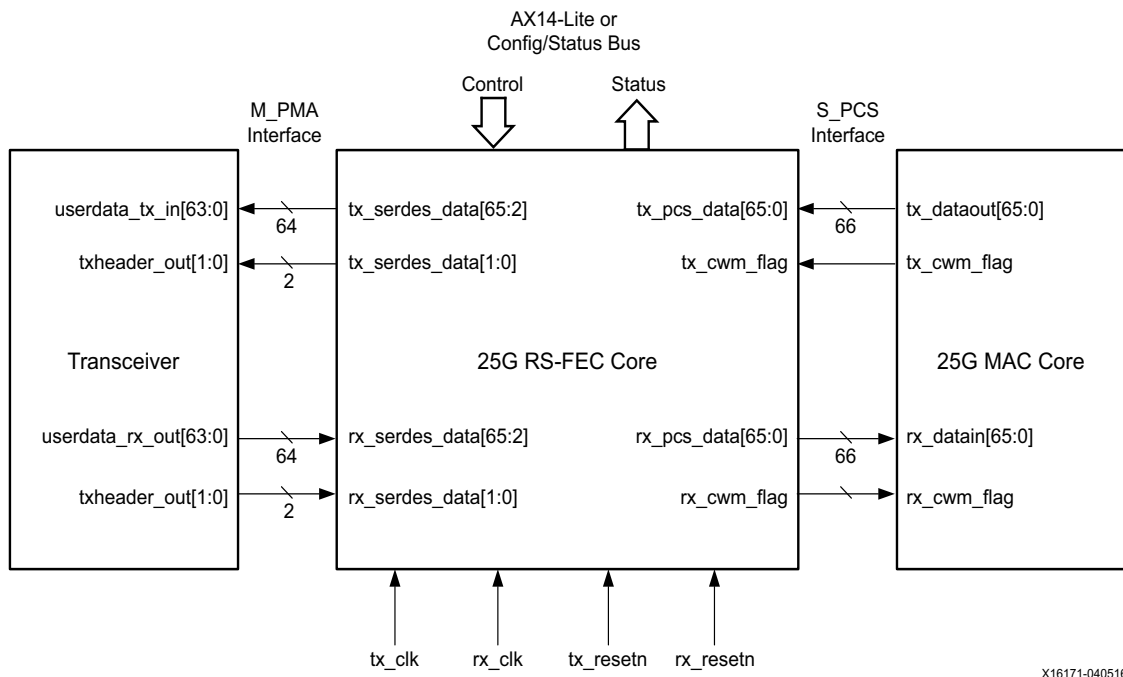 AX14-Lite or
Config/Status Bus
Control
Status
M_PMA
Interface
S_PCS
Interface
userdata_tx_in[63:0]
64
tx_serdes_data[65:2]
tx_pcs_data[65:0]
66
tx_dataout[65:0]
txheader_out[1:0]
2
tx_serdes_data[1:0]
tx_cwm_flag
tx_cwm_flag
Transceiver
25G RS-FEC Core
25G MAC Core
userdata_rx_out[63:0]
64
rx_serdes_data[65:2]
rx_pcs_data[65:0]
66
rx_datain[65:0]
txheader_out[1:0]
2
rx_serdes_data[1:0]
rx_cwm_flag
rx_cwm_flag
tx_clk
rx_clk
tx_resetn
rx_resetn
X16171-040516